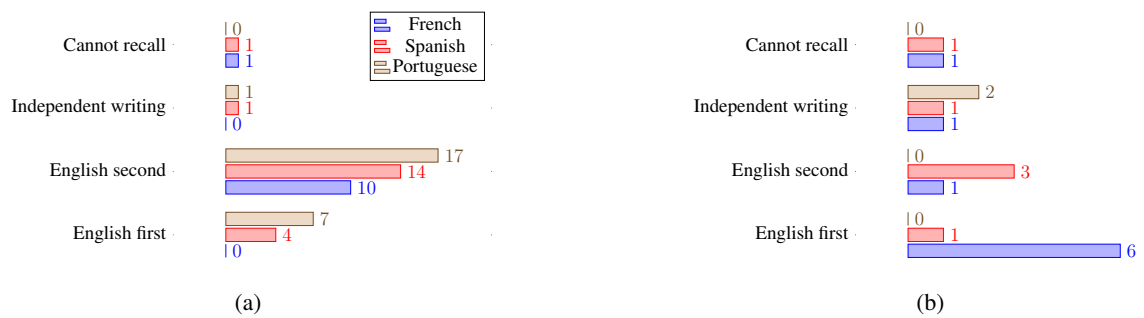 French
Spanish
Portuguese
Cannot recall
0
1
1
Independent writing
1
1
0
English second
17
14
10
English first
7
4
0
(a)
Cannot recall
0
1
1
Independent writing
2
1
1
English second
0
3
1
English first
0
1
6
(b)